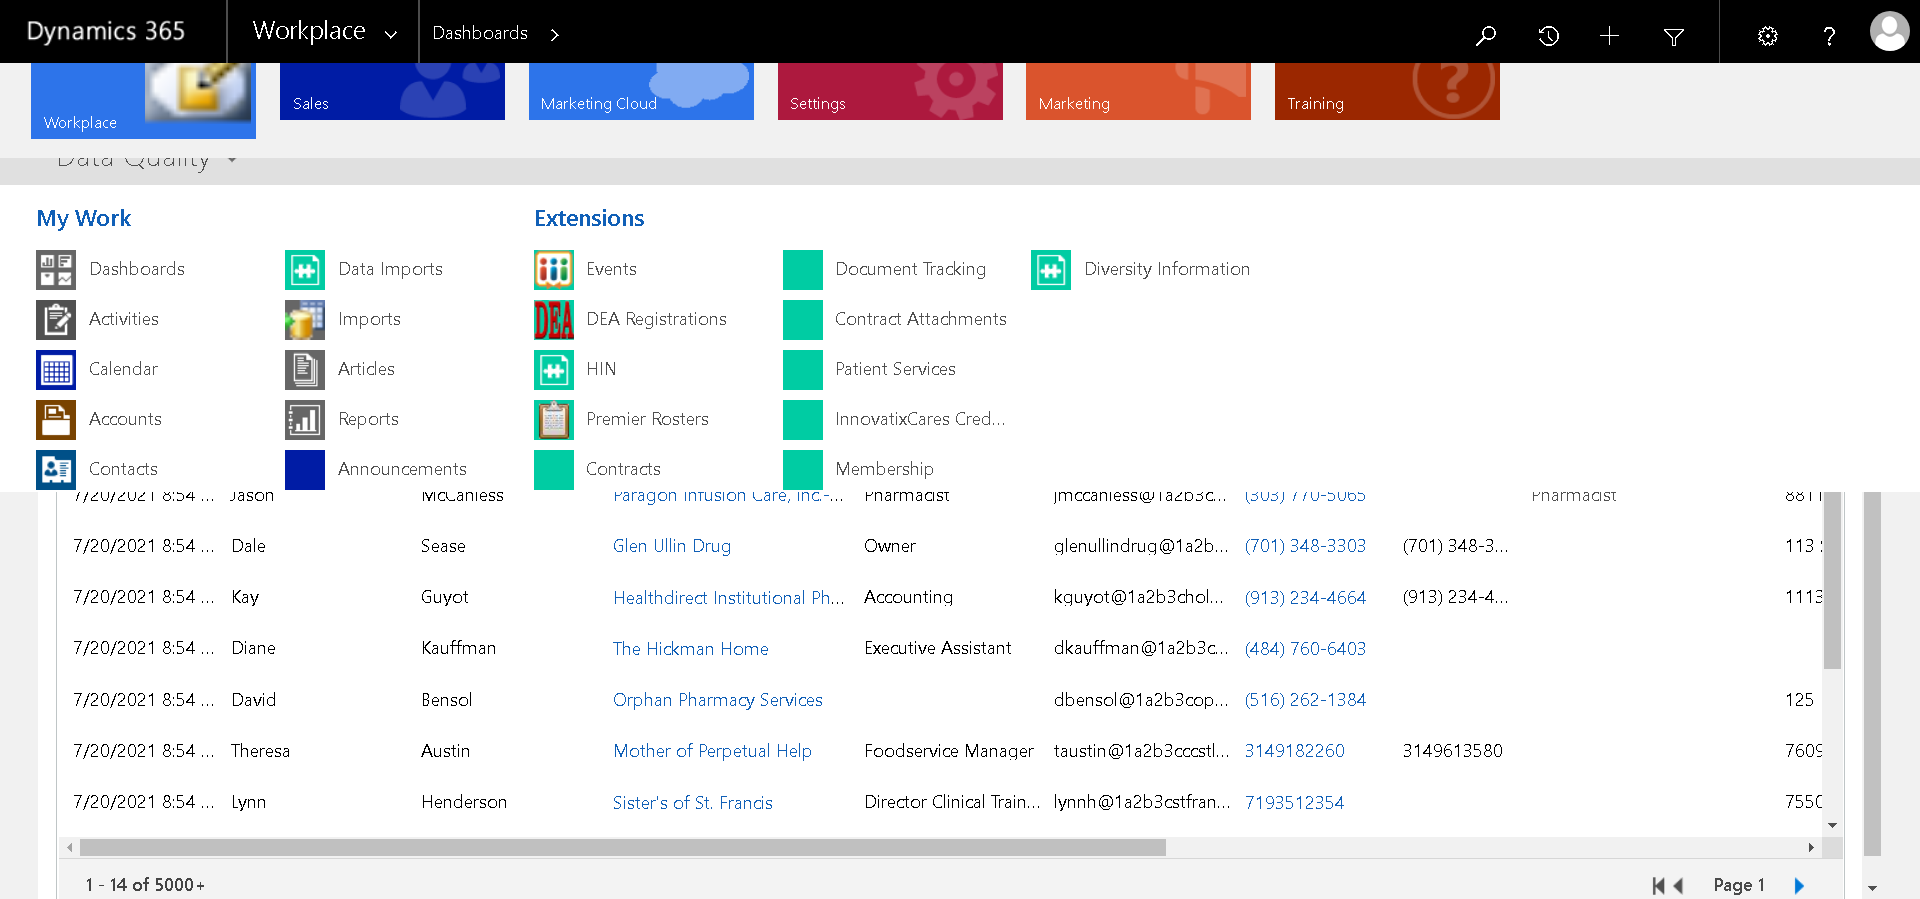 Dynamics 365 Workplace Dashboards
Workplace Sales Marketing Cloud Settings Marketing Training
Data Quality
My Work Extensions
Dashboards Data Imports Events Document Tracking Diversity Information
Activities Imports DEA DEA Registrations Contract Attachments
Calendar Articles HIN Patient Services
Accounts Reports Premier Rosters InnovatixCares Cred...
Contacts Announcements Contracts Membership
7/20/2021 8:54 ... Jason McCanless Paragon Infusion Care, Inc.-... Pharmacist jmccanless@1a2b3c... (303) 770-5065 Pharmacist 8811
7/20/2021 8:54 ... Dale Sease Glen Ullin Drug Owner glenullindrug@1a2b... (701) 348-3303 (701) 348-3... 113
7/20/2021 8:54 ... Kay Guyot Healthdirect Institutional Ph... Accounting kguyot@1a2b3chol... (913) 234-4664 (913) 234-4... 1113
7/20/2021 8:54 ... Diane Kauffman The Hickman Home Executive Assistant dkauffman@1a2b3c... (484) 760-6403
7/20/2021 8:54 ... David Bensol Orphan Pharmacy Services dbensol@1a2b3cop... (516) 262-1384 125
7/20/2021 8:54 ... Theresa Austin Mother of Perpetual Help Foodservice Manager taustin@1a2b3cccstl... 3149182260 3149613580 7609
7/20/2021 8:54 ... Lynn Henderson Sister's of St. Francis Director Clinical Train... lynnh@1a2b3cstfran... 7193512354 7550
1 - 14 of 5000+ Page 1